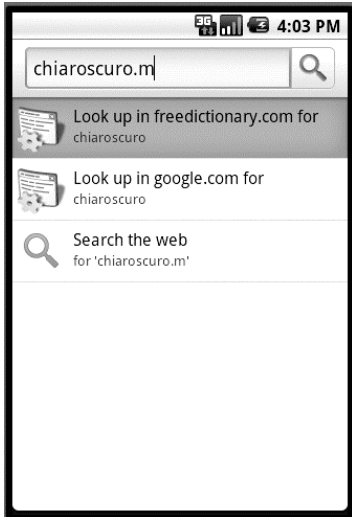 3G 4:03 PM
chiaroscuro.m
Look up in freedictionary.com for
chiaroscuro
Look up in google.com for
chiaroscuro
Search the web
for 'chiaroscuro.m'